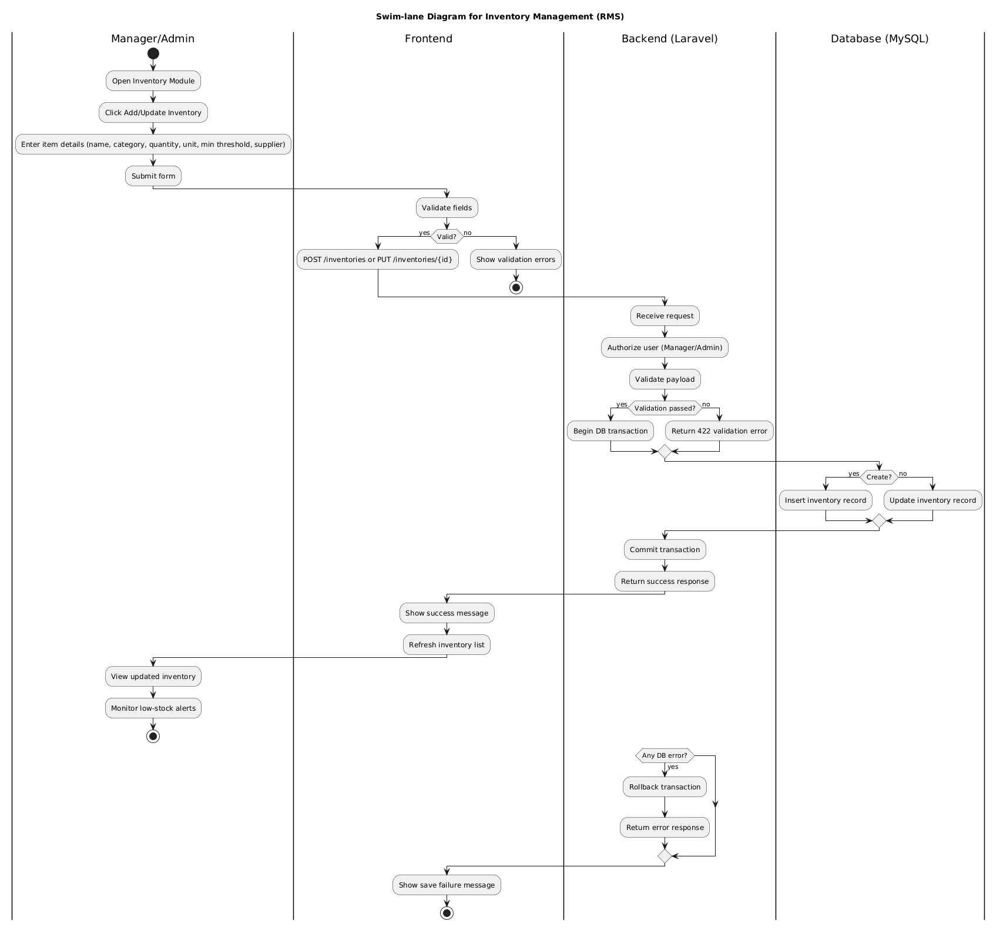 Swim-lane Diagram for Inventory Management (RMS)
Manager/Admin
Frontend
Backend (Laravel)
Database (MySQL)
Open Inventory Module
Click Add/Update Inventory
Enter item details (name, category, quantity, unit, min threshold, supplier)
Submit form
Validate fields
yes
Valid?
no
POST /inventories or PUT /inventories/{id}
Show validation errors
Receive request
Authorize user (Manager/Admin)
Validate payload
yes
Validation passed?
no
Begin DB transaction
Return 422 validation error
yes
Create?
no
Insert inventory record
Update inventory record
Commit transaction
Return success response
Show success message
Refresh inventory list
View updated inventory
Monitor low-stock alerts
Any DB error?
yes
Rollback transaction
Return error response
Show save failure message